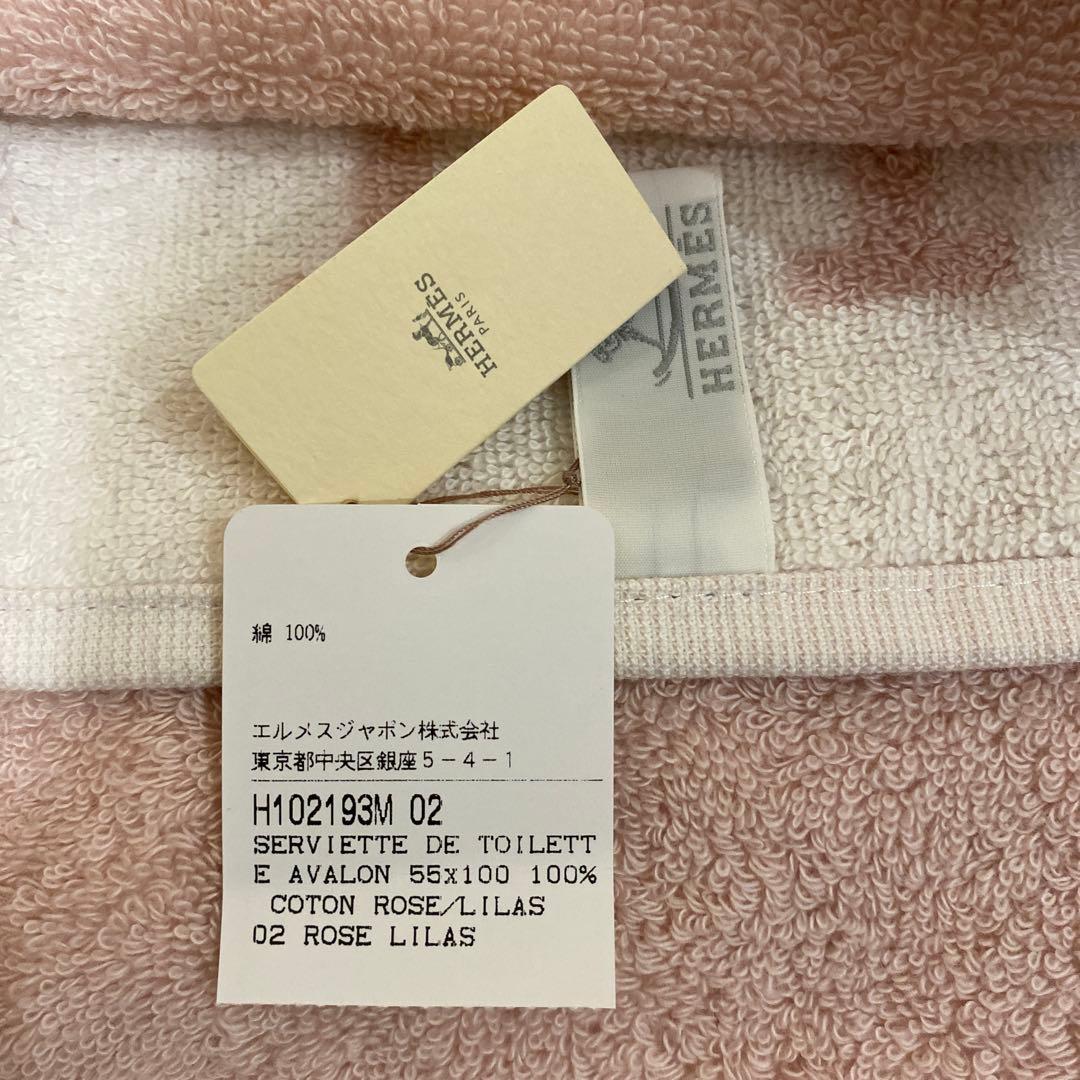 HERMÈS
PARIS
HERMÈS
綿 100%
エルメスジャポン株式会社
東京都中央区銀座5-4-1
H102193M 02
SERVIETTE DE TOILETT
E AVALON 55x100 100%
COTON ROSE/LILAS
02 ROSE LILAS